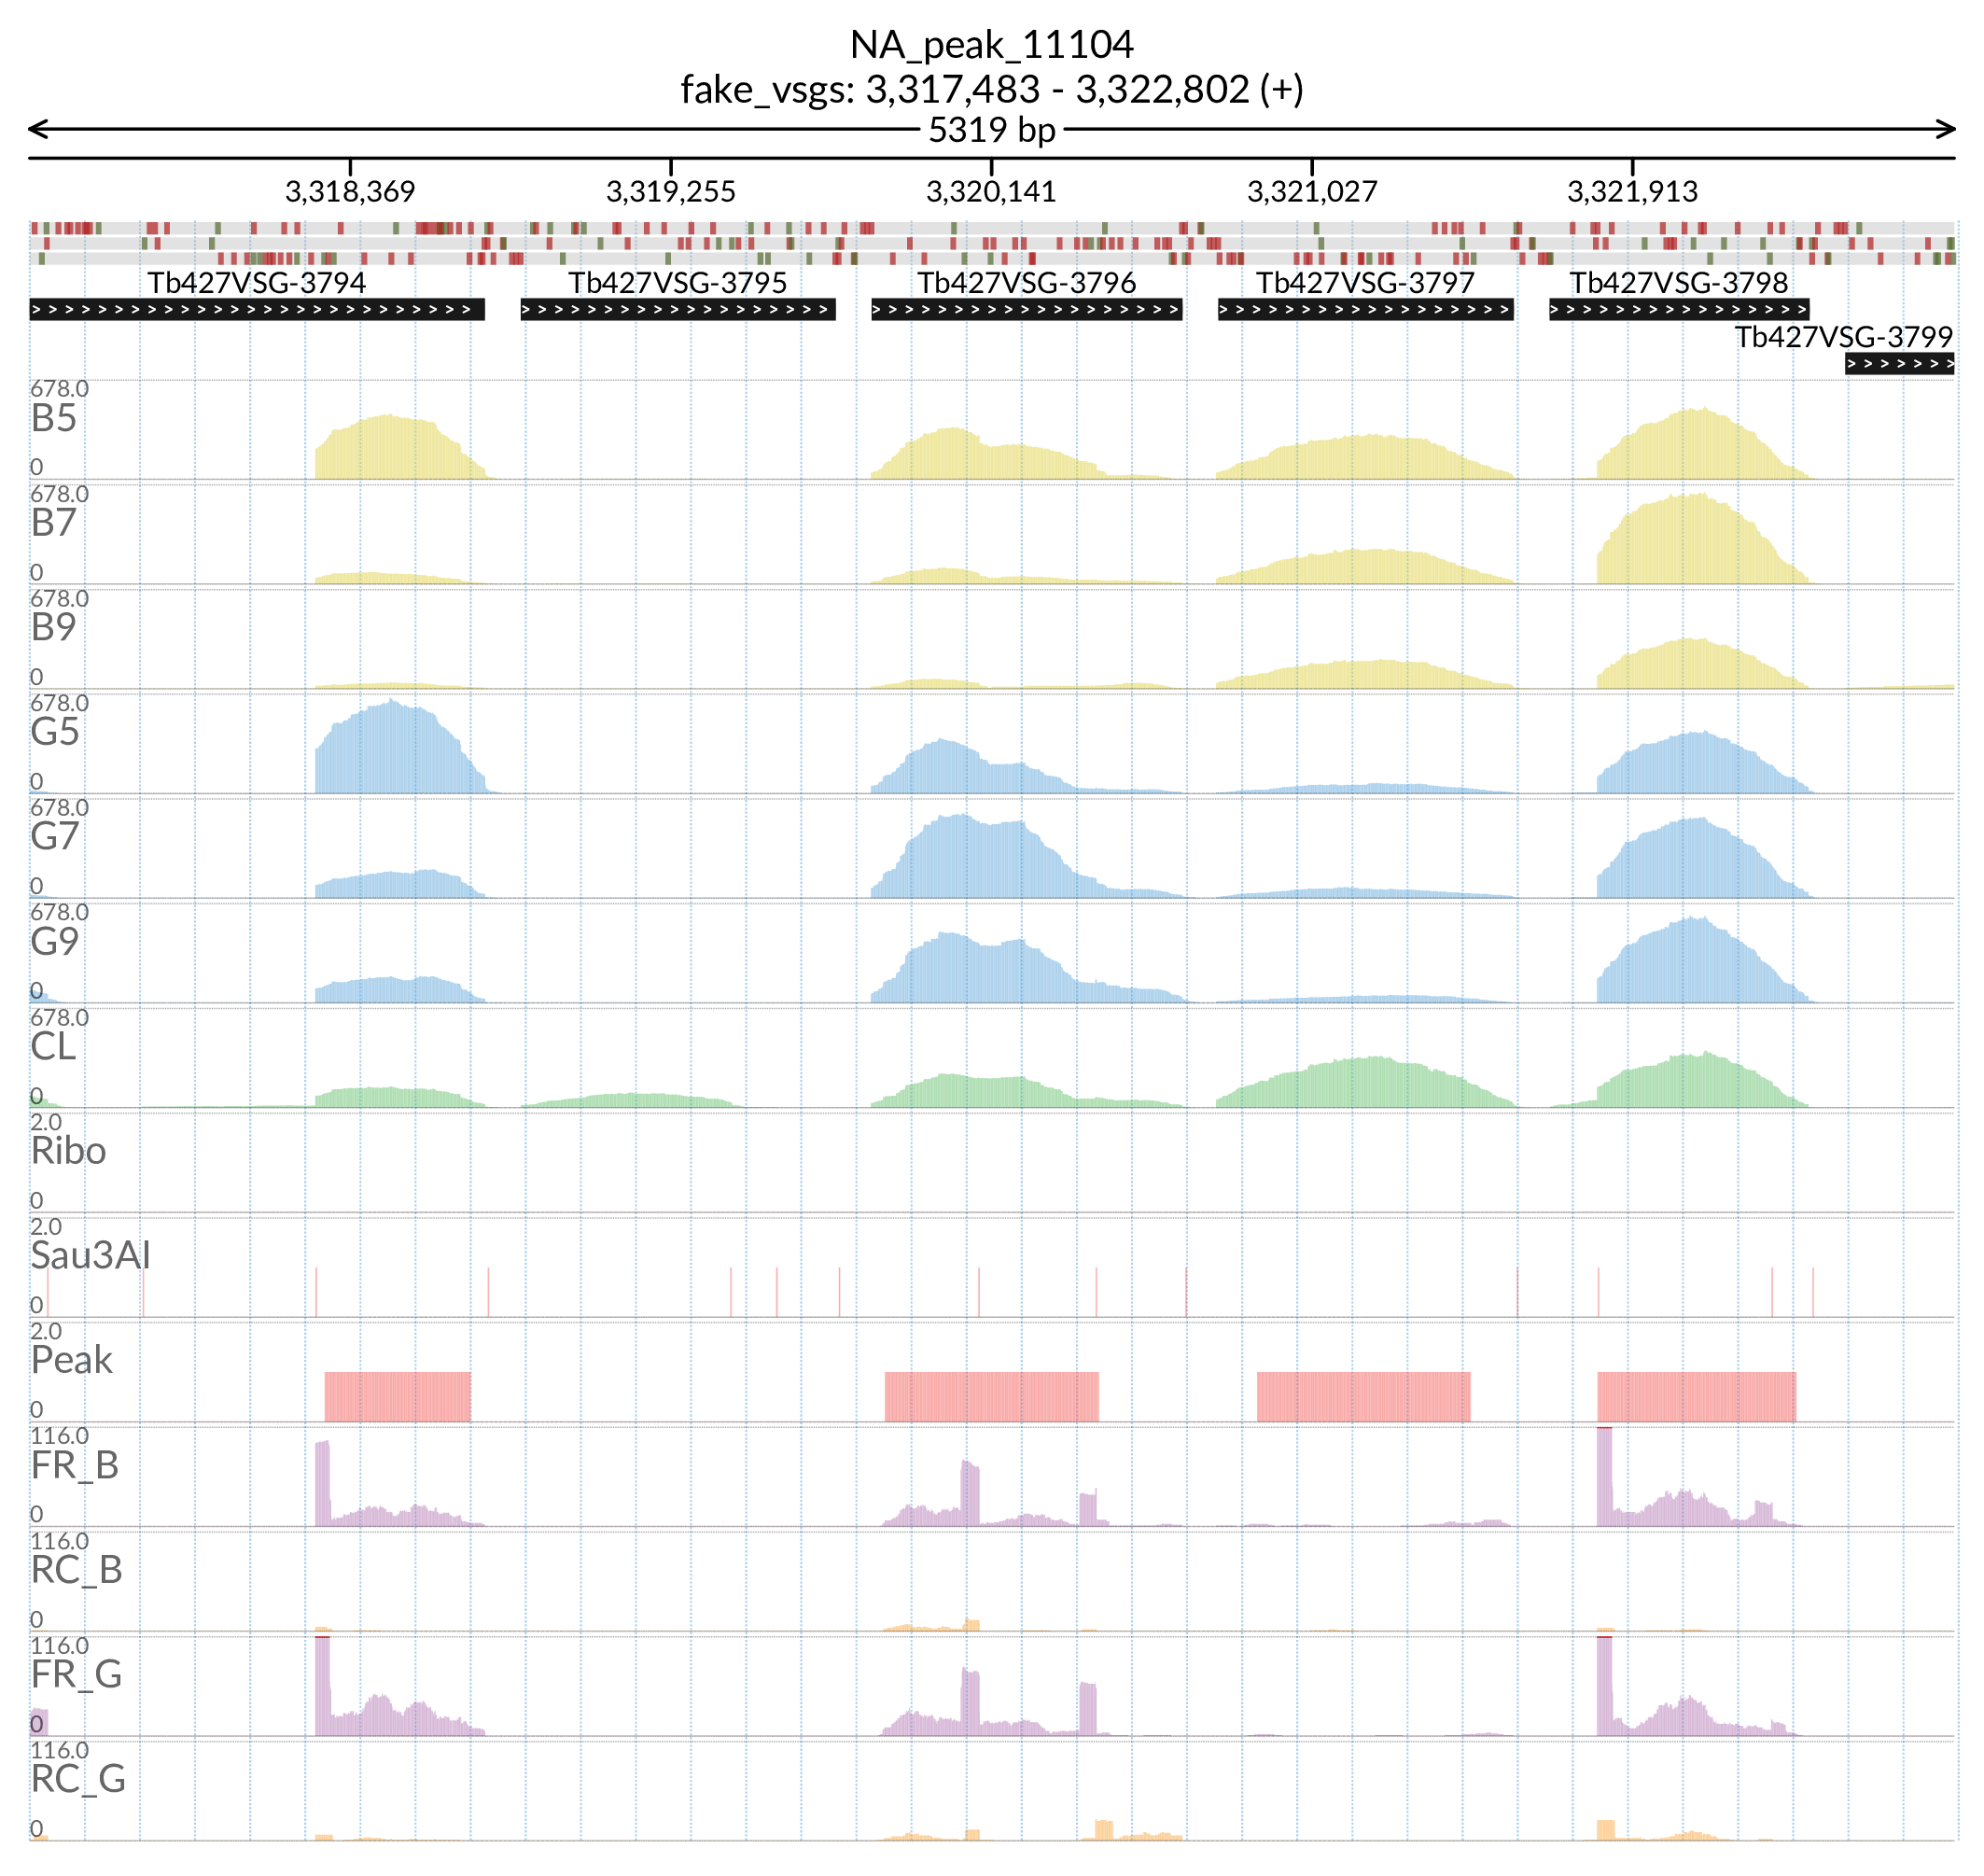 NA_peak_11104
fake_vsgs: 3,317,483 - 3,322,802 (+)
5319 bp
3,318,369 3,319,255 3,320,141 3,321,027 3,321,913
Tb427VSG-3794 Tb427VSG-3795 Tb427VSG-3796 Tb427VSG-3797 Tb427VSG-3798
Tb427VSG-3799
678.0
B5
0
678.0
B7
0
678.0
B9
0
678.0
G5
0
678.0
G7
0
678.0
G9
0
678.0
CL
0
2.0
Ribo
0
2.0
Sau3AI
0
2.0
Peak
0
116.0
FR_B
0
116.0
RC_B
0
116.0
FR_G
0
116.0
RC_G
0